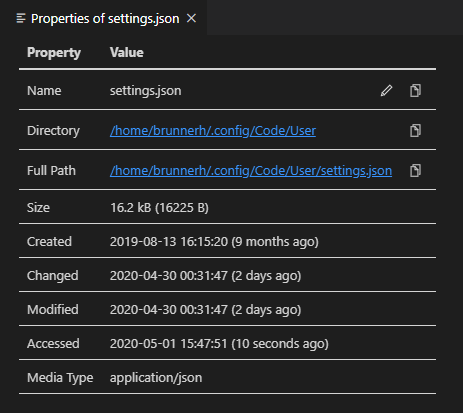 Properties of settings.json
Property Value
Name settings.json
Directory /home/brunnerh/.config/Code/User
Full Path /home/brunnerh/.config/Code/User/settings.json
Size 16.2 kB (16225 B)
Created 2019-08-13 16:15:20 (9 months ago)
Changed 2020-04-30 00:31:47 (2 days ago)
Modified 2020-04-30 00:31:47 (2 days ago)
Accessed 2020-05-01 15:47:51 (10 seconds ago)
Media Type application/json